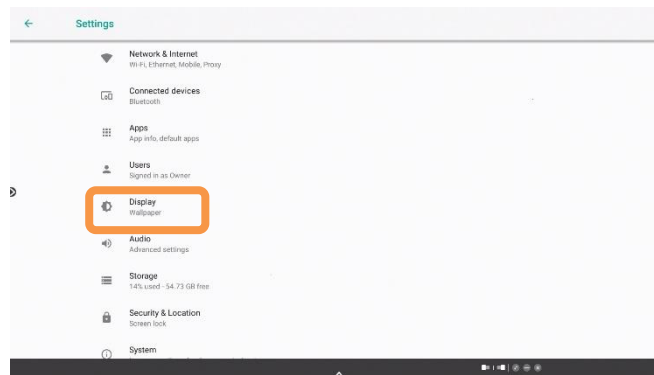 Settings
Network & Internet
Wi-Fi, Ethernet, Mobile, Proxy
Connected devices
Bluetooth
Apps
App info, default apps
Users
Signed in as Owner
Display
Wallpaper
Audio
Advanced settings
Storage
14% used - 54.73 GB free
Security & Location
Screen lock
System